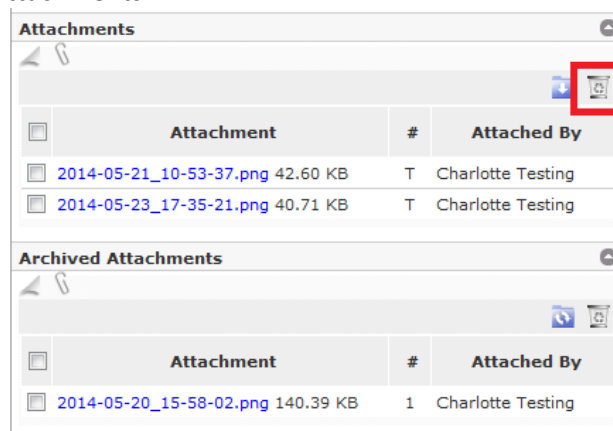 Attachments
Attachment # Attached By
2014-05-21_10-53-37.png 42.60 KB T Charlotte Testing
2014-05-23_17-35-21.png 40.71 KB T Charlotte Testing
Archived Attachments
Attachment # Attached By
2014-05-20_15-58-02.png 140.39 KB 1 Charlotte Testing